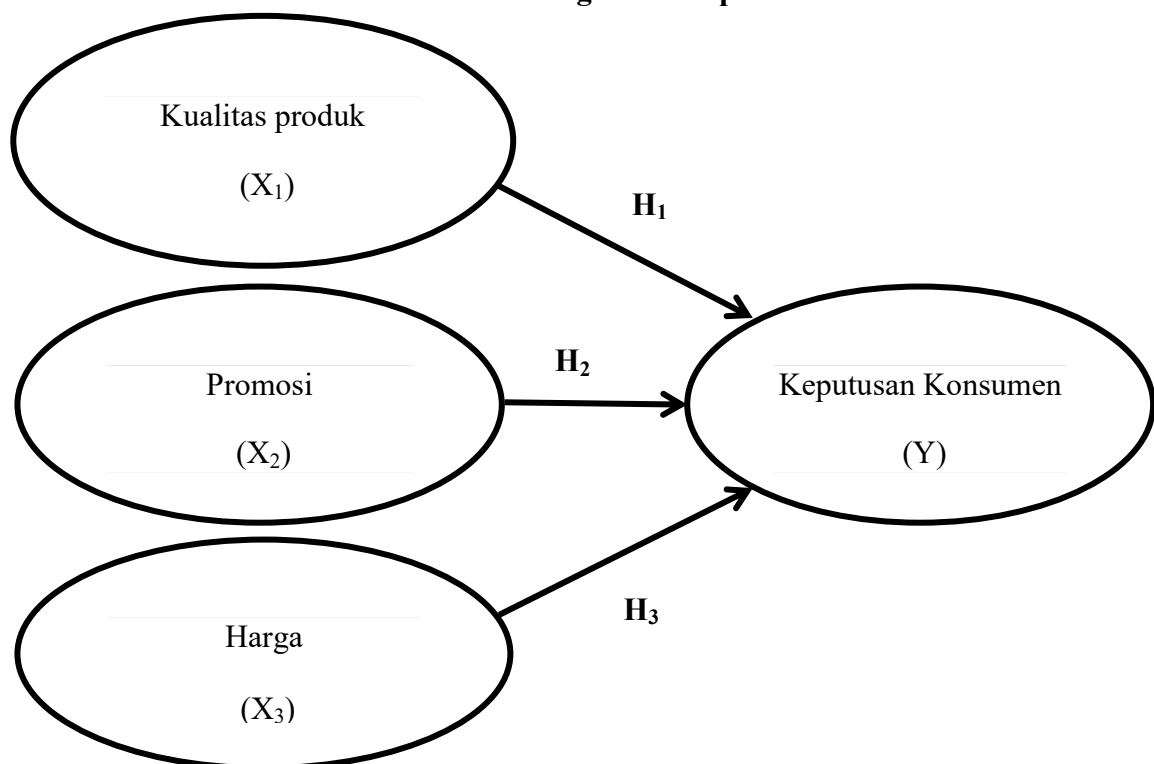 Kualitas produk
(X₁)
H₁
H₂
Promosi
(X₂)
Keputusan Konsumen
(Y)
H₃
Harga
(X₃)